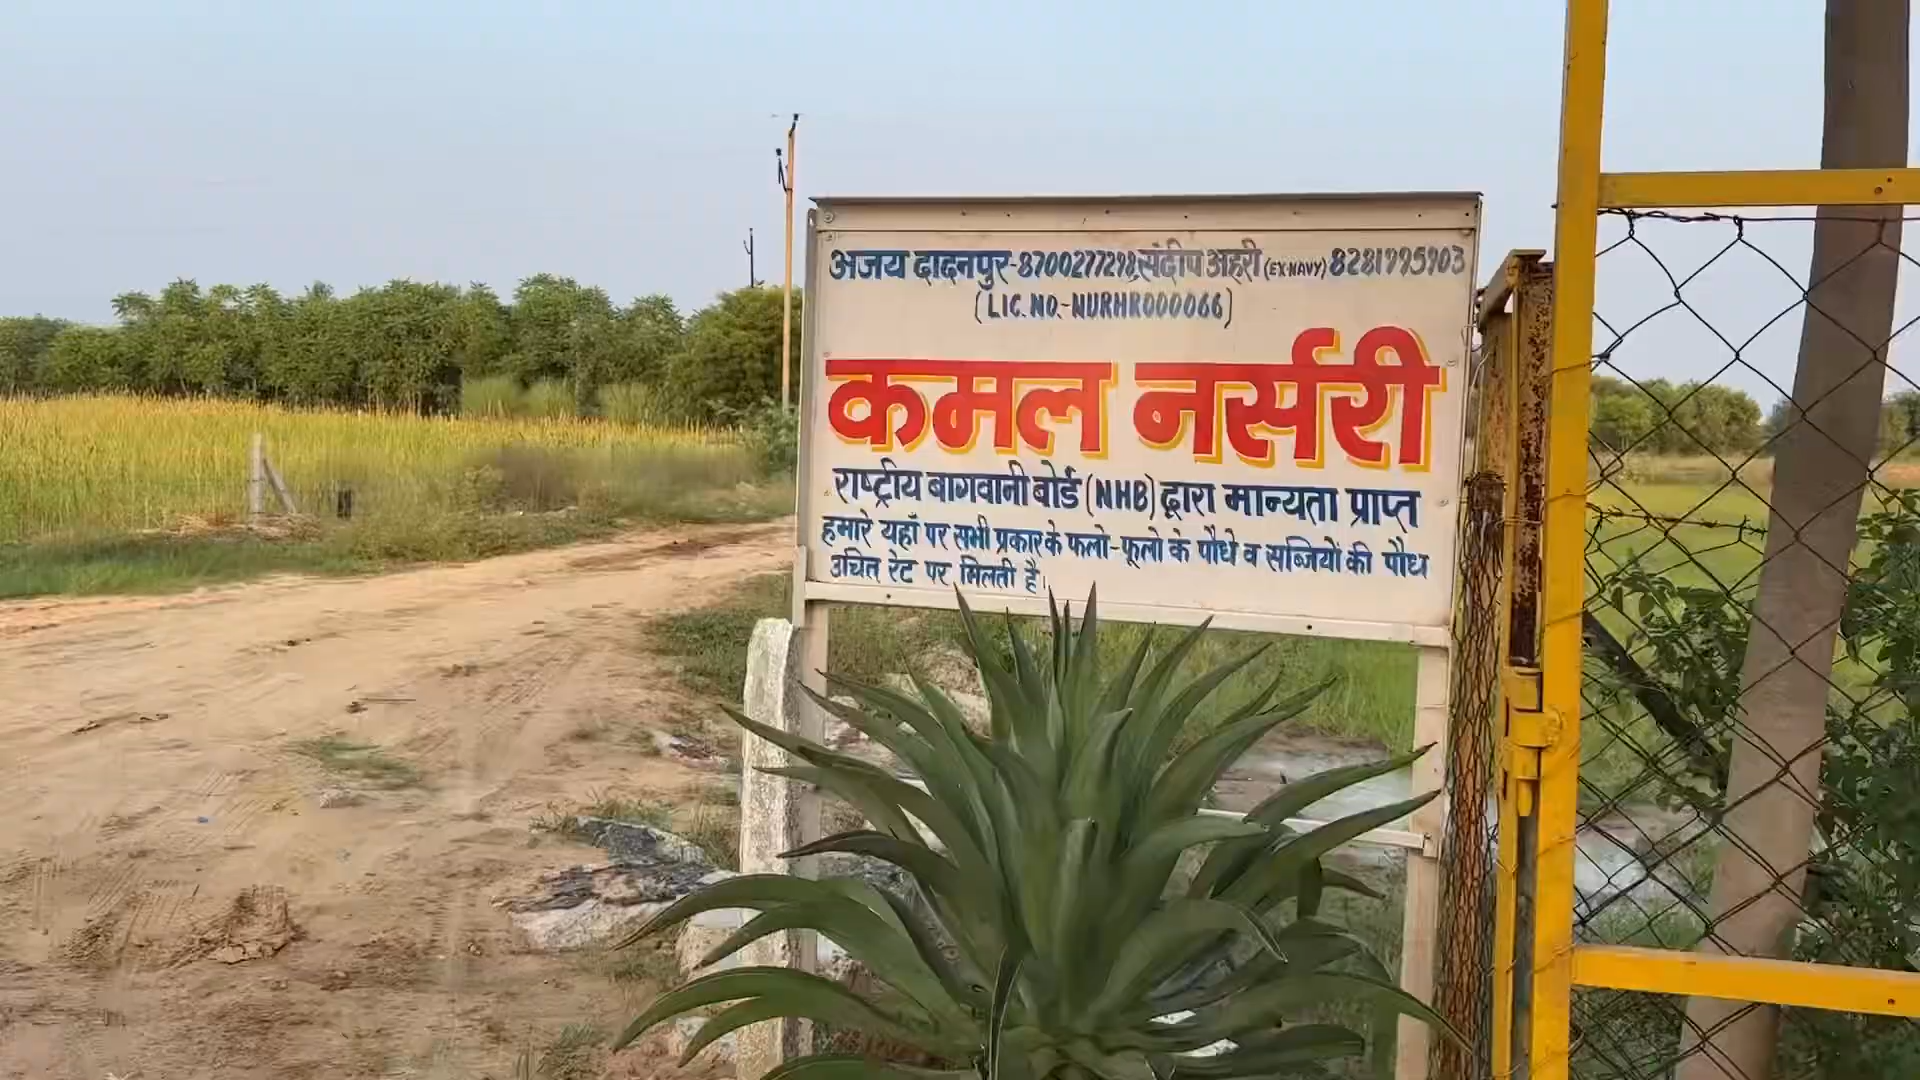 अजय दादनपुर-8700277298,संदीप अहरी (EX-NAVY) 8281995903
(LIC. NO.-NURHR000066)
कमल नर्सरी
राष्ट्रीय बागवानी बोर्ड (NHB) द्वारा मान्यता प्राप्त
हमारे यहाँ पर सभी प्रकार के फलो-फूलो के पौधे व सब्जियों की पौध
उचित रेट पर मिलती है।